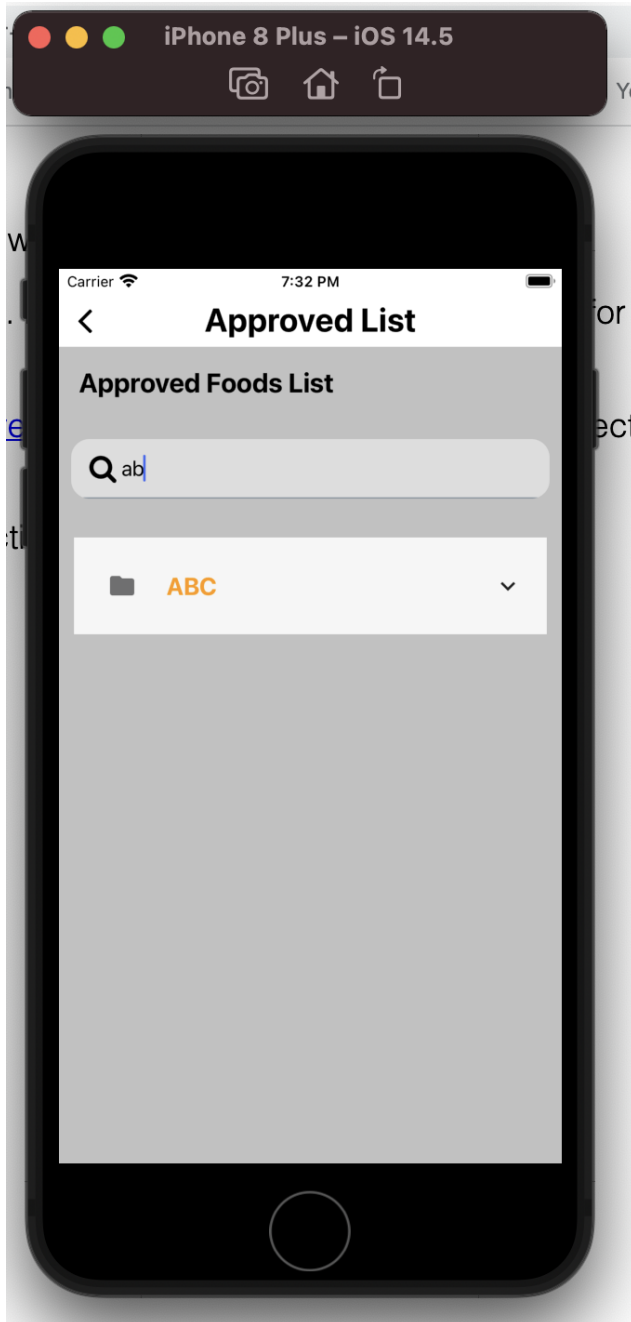 iPhone 8 Plus – iOS 14.5
Carrier 7:32 PM
Approved List
Approved Foods List
ab
ABC
for